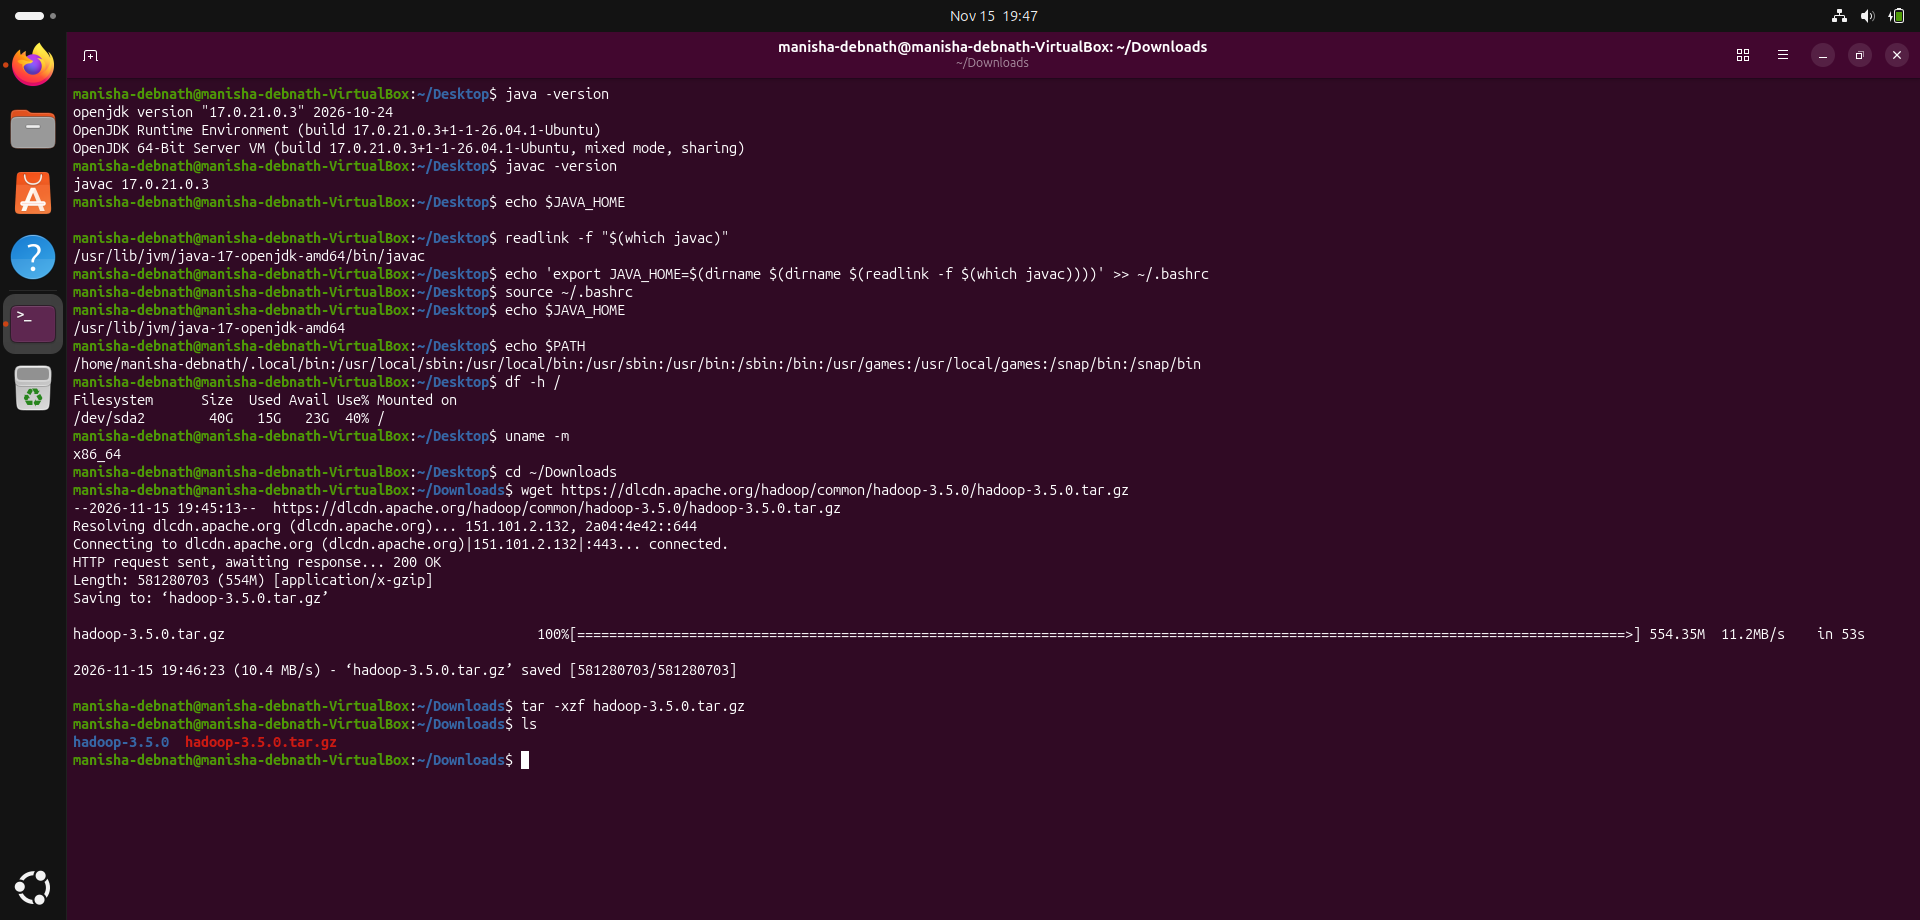 Nov 15 19:47
manisha-debnath@manisha-debnath-VirtualBox: ~/Downloads
~/Downloads
manisha-debnath@manisha-debnath-VirtualBox:~/Desktop$ java -version
openjdk version "17.0.21.0.3" 2026-10-24
OpenJDK Runtime Environment (build 17.0.21.0.3+1-1-26.04.1-Ubuntu)
OpenJDK 64-Bit Server VM (build 17.0.21.0.3+1-1-26.04.1-Ubuntu, mixed mode, sharing)
manisha-debnath@manisha-debnath-VirtualBox:~/Desktop$ javac -version
javac 17.0.21.0.3
manisha-debnath@manisha-debnath-VirtualBox:~/Desktop$ echo $JAVA_HOME
manisha-debnath@manisha-debnath-VirtualBox:~/Desktop$ readlink -f "$(which javac)"
/usr/lib/jvm/java-17-openjdk-amd64/bin/javac
manisha-debnath@manisha-debnath-VirtualBox:~/Desktop$ echo 'export JAVA_HOME=$(dirname $(dirname $(readlink -f $(which javac))))' >> ~/.bashrc
manisha-debnath@manisha-debnath-VirtualBox:~/Desktop$ source ~/.bashrc
manisha-debnath@manisha-debnath-VirtualBox:~/Desktop$ echo $JAVA_HOME
/usr/lib/jvm/java-17-openjdk-amd64
manisha-debnath@manisha-debnath-VirtualBox:~/Desktop$ echo $PATH
/home/manisha-debnath/.local/bin:/usr/local/sbin:/usr/local/bin:/usr/sbin:/usr/bin:/sbin:/bin:/usr/games:/usr/local/games:/snap/bin:/snap/bin
manisha-debnath@manisha-debnath-VirtualBox:~/Desktop$ df -h /
Filesystem      Size  Used Avail Use% Mounted on
/dev/sda2        40G   15G   23G  40% /
manisha-debnath@manisha-debnath-VirtualBox:~/Desktop$ uname -m
x86_64
manisha-debnath@manisha-debnath-VirtualBox:~/Desktop$ cd ~/Downloads
manisha-debnath@manisha-debnath-VirtualBox:~/Downloads$ wget https://dlcdn.apache.org/hadoop/common/hadoop-3.5.0/hadoop-3.5.0.tar.gz
--2026-11-15 19:45:13--  https://dlcdn.apache.org/hadoop/common/hadoop-3.5.0/hadoop-3.5.0.tar.gz
Resolving dlcdn.apache.org (dlcdn.apache.org)... 151.101.2.132, 2a04:4e42::644
Connecting to dlcdn.apache.org (dlcdn.apache.org)|151.101.2.132|:443... connected.
HTTP request sent, awaiting response... 200 OK
Length: 581280703 (554M) [application/x-gzip]
Saving to: ‘hadoop-3.5.0.tar.gz’
hadoop-3.5.0.tar.gz 100%[===================================================================================================================================>] 554.35M  11.2MB/s    in 53s
2026-11-15 19:46:23 (10.4 MB/s) - ‘hadoop-3.5.0.tar.gz’ saved [581280703/581280703]
manisha-debnath@manisha-debnath-VirtualBox:~/Downloads$ tar -xzf hadoop-3.5.0.tar.gz
manisha-debnath@manisha-debnath-VirtualBox:~/Downloads$ ls
hadoop-3.5.0  hadoop-3.5.0.tar.gz
manisha-debnath@manisha-debnath-VirtualBox:~/Downloads$